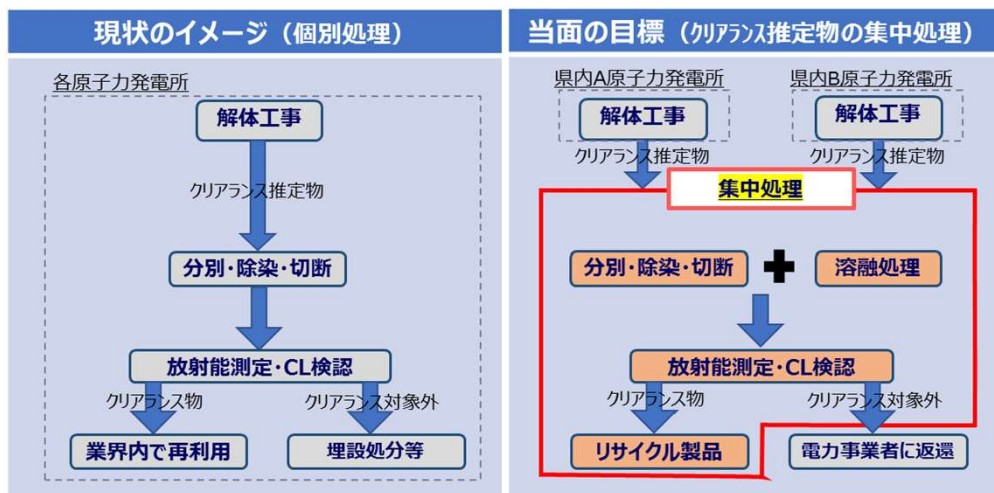 現状のイメージ（個別処理）
各原子力発電所
解体工事
クリアランス推定物
分別・除染・切断
放射能測定・CL検認
クリアランス物
クリアランス対象外
業界内で再利用
埋設処分等
当面の目標（クリアランス推定物の集中処理）
県内A原子力発電所
県内B原子力発電所
解体工事
解体工事
クリアランス推定物
クリアランス推定物
集中処理
分別・除染・切断
溶融処理
放射能測定・CL検認
クリアランス物
クリアランス対象外
リサイクル製品
電力事業者に返還